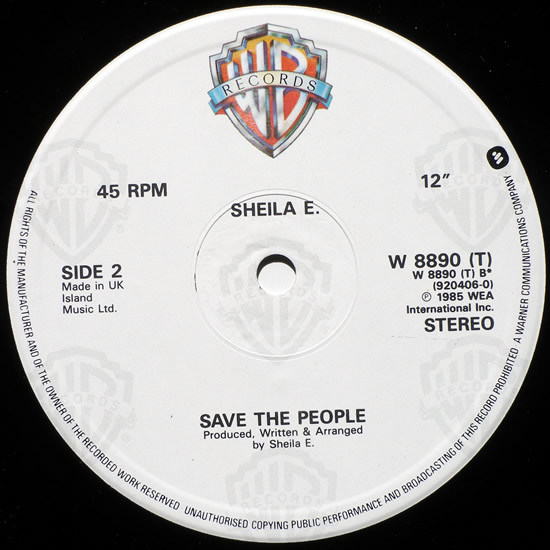 RECORDS
45 RPM
12″
SHEILA E.
SIDE 2
Made in UK
Island
Music Ltd.
W 8890 (T)
W 8890 (T) B*
(920406-0)
℗ 1985 WEA
International Inc.
STEREO
SAVE THE PEOPLE
Produced, Written & Arranged
by Sheila E.
ALL RIGHTS OF THE MANUFACTURER AND OF THE OWNER OF THE RECORDED WORK RESERVED UNAUTHORISED COPYING PUBLIC PERFORMANCE AND BROADCASTING OF THIS RECORD PROHIBITED A WARNER COMMUNICATIONS COMPANY